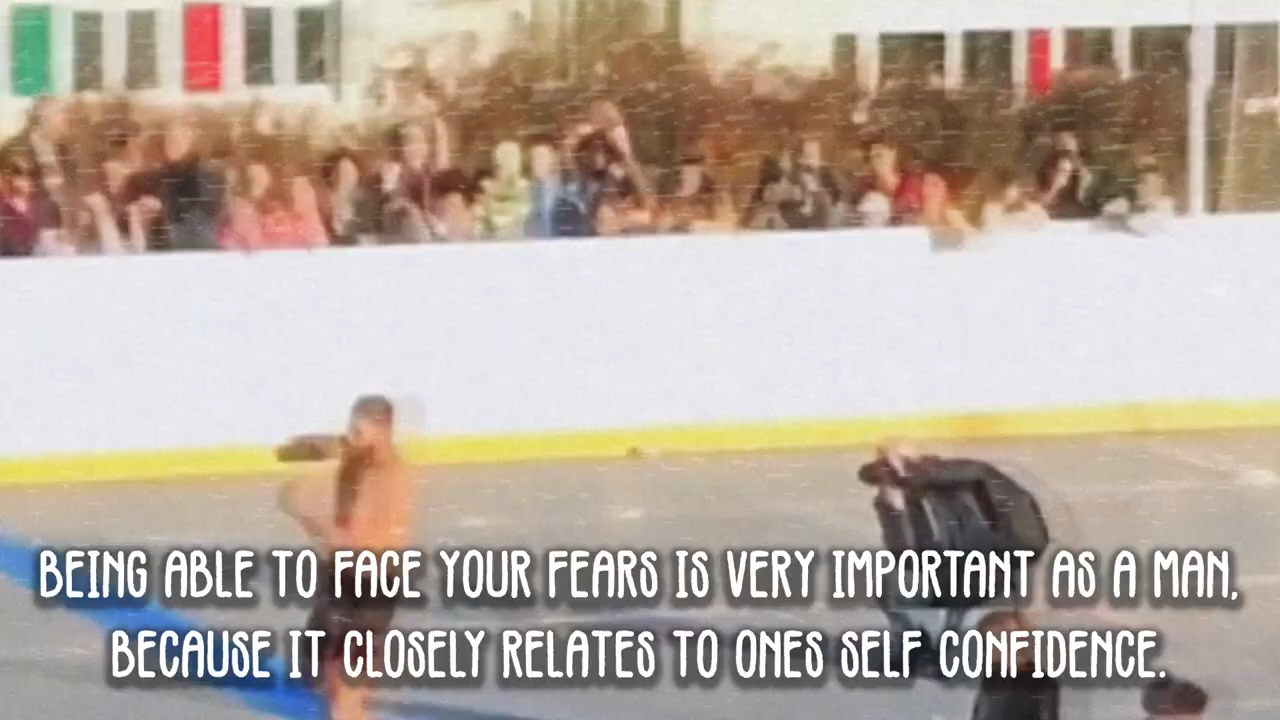 BEING ABLE TO FACE YOUR FEARS IS VERY IMPORTANT AS A MAN,
BECAUSE IT CLOSELY RELATES TO ONES SELF CONFIDENCE.